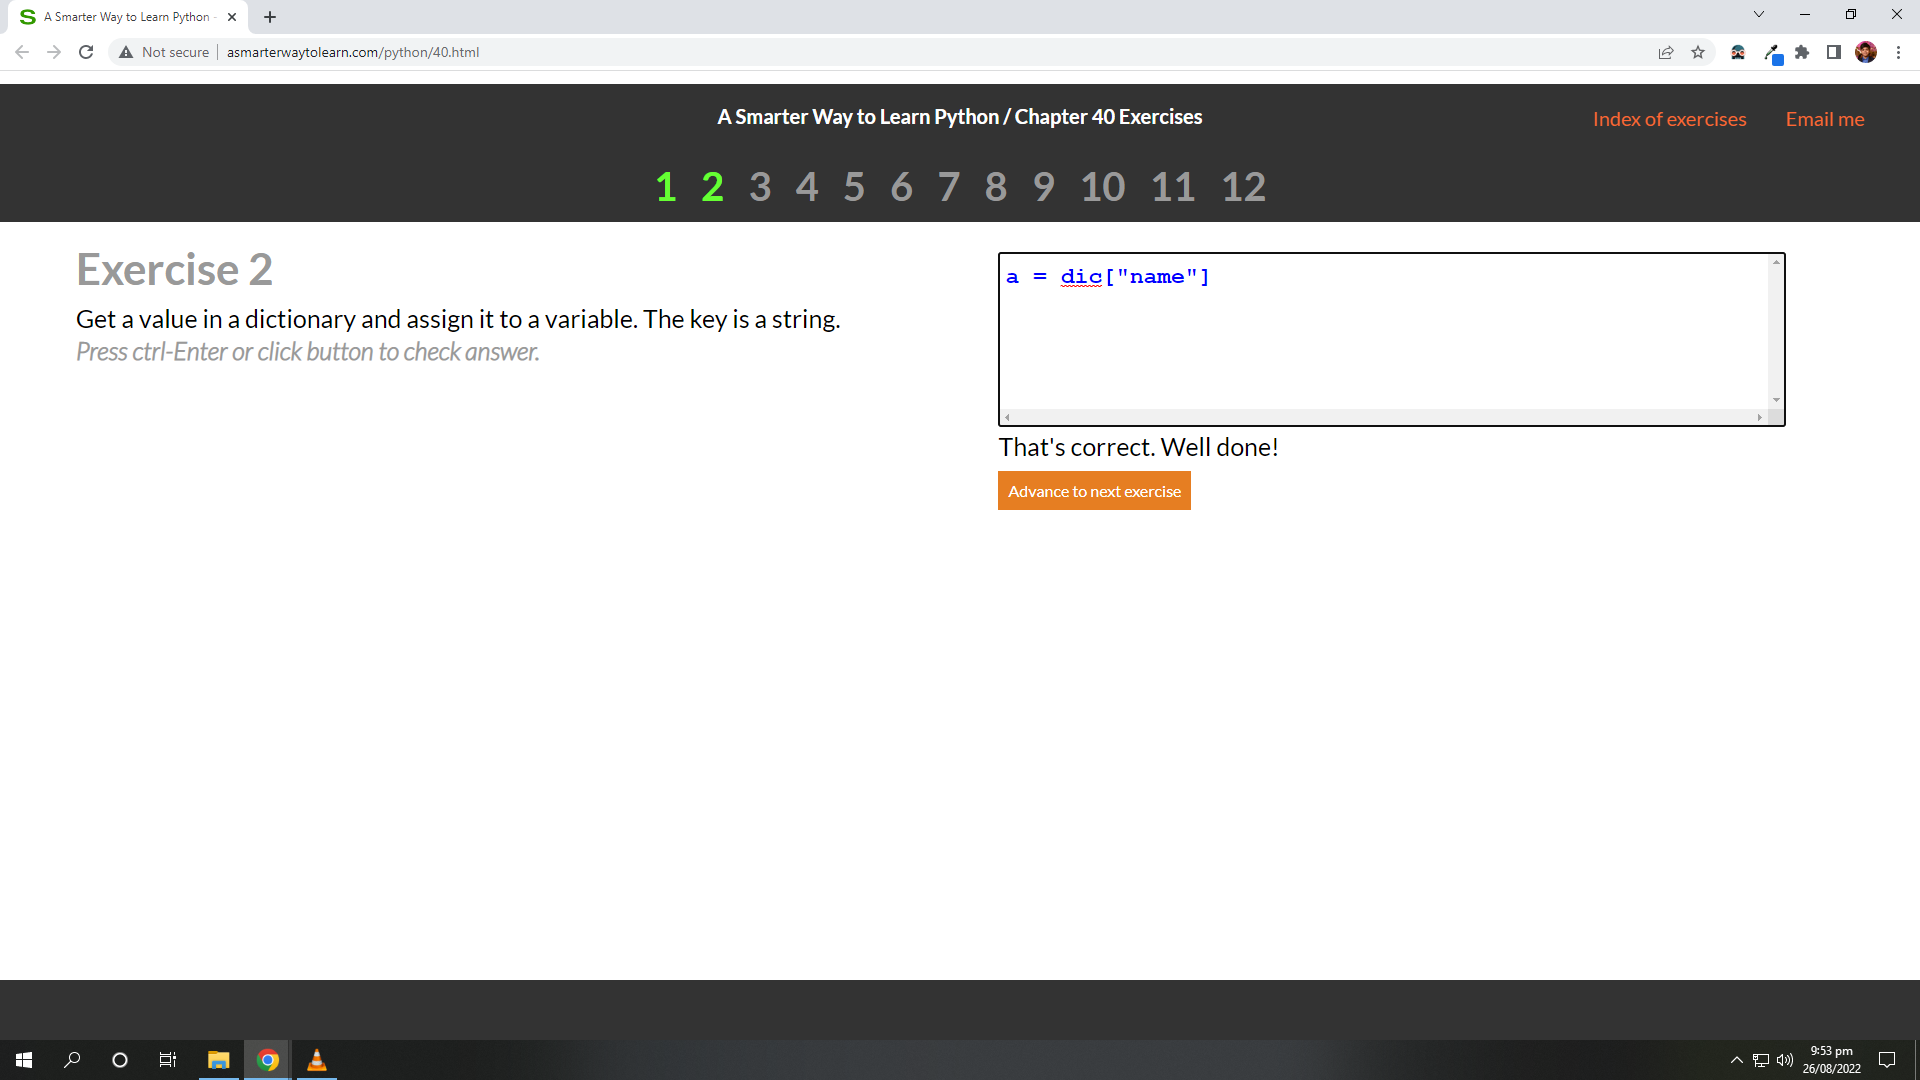 A Smarter Way to Learn Python -
Not secure
asmarterwaytolearn.com/python/40.html
A Smarter Way to Learn Python / Chapter 40 Exercises
Index of exercises
Email me
1 2 3 4 5 6 7 8 9 10 11 12
Exercise 2
Get a value in a dictionary and assign it to a variable. The key is a string.
Press ctrl-Enter or click button to check answer.
a = dic["name"]
That's correct. Well done!
Advance to next exercise
9:53 pm
26/08/2022